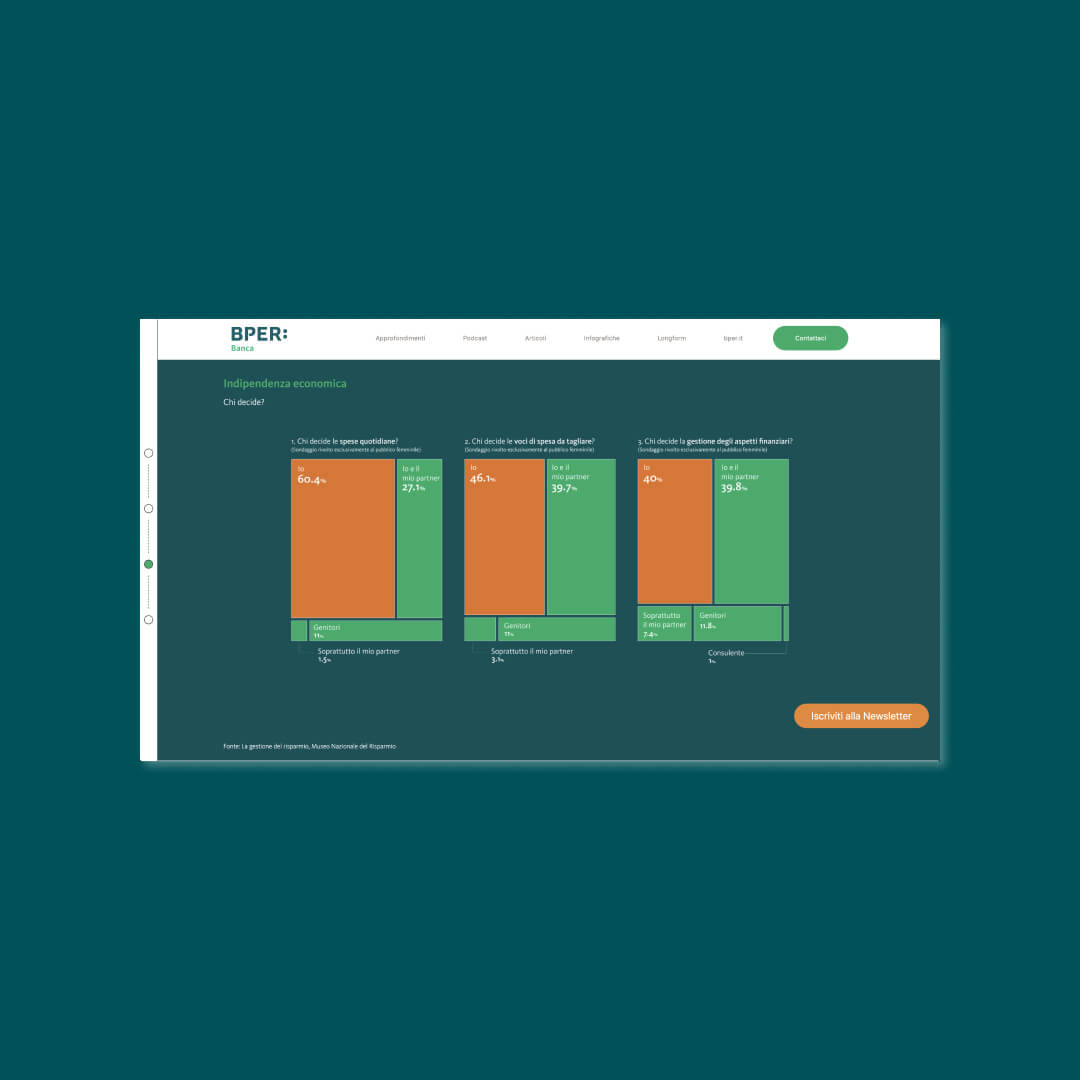 BPER:
Banca
Approfondimenti
Podcast
Articoli
Infografiche
Longform
bper.it
Contattaci
Indipendenza economica
Chi decide?
1. Chi decide le spese quotidiane?
(Sondaggio rivolto esclusivamente al pubblico femminile)
Io
60.4%
Io e il
mio partner
27.1%
Genitori
11%
Soprattutto il mio partner
1.5%
2. Chi decide le voci di spesa da tagliare?
(Sondaggio rivolto esclusivamente al pubblico femminile)
Io
46.1%
Io e il
mio partner
39.7%
Genitori
11%
Soprattutto il mio partner
3.1%
3. Chi decide la gestione degli aspetti finanziari?
(Sondaggio rivolto esclusivamente al pubblico femminile)
Io
40%
Io e il
mio partner
39.8%
Soprattutto
il mio partner
7.4%
Genitori
11.8%
Consulente
1%
Iscriviti alla Newsletter
Fonte: La gestione del risparmio, Museo Nazionale del Risparmio